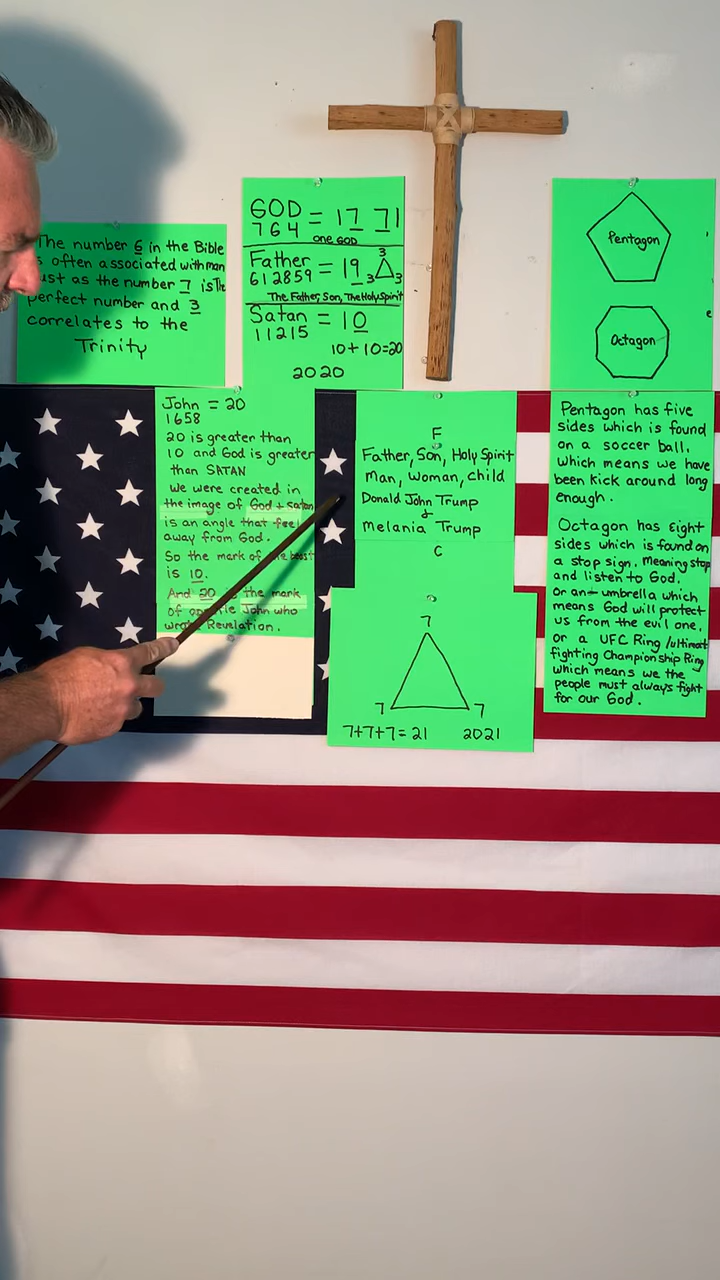 The number 6 in the Bible
s often associated with man
ust as the number 7 is the
perfect number and 3
correlates to the
Trinity
GOD = 17 71
764
one GOD
Father = 19 3 3 3
612859
The Father, Son, The Holy Spirit
Satan = 10
11215
10+10=20
2020
Pentagon
Octagon
John = 20
1658
20 is greater than
10 and God is greater
than SATAN
We were created in
the image of God + Satan
is an angle that feel
away from God.
So the mark of the beast
is 10.
And 20 is the mark
of apostle John who
wrote Revelation.
F
Father, Son, Holy Spirit
Man, Woman, Child
Donald John Trump
&
Melania Trump
C
7
7 7
7+7+7=21 2021
Pentagon has five
sides which is found
on a soccer ball.
Which means we have
been kick around long
enough.
Octagon has Eight
sides which is found on
a stop sign. Meaning stop
and listen to God.
Or an umbrella which
means God will protect
us from the evil one.
or a UFC Ring /ultimat
fighting Championship Ring
which means we the
people must always fight
for our God.